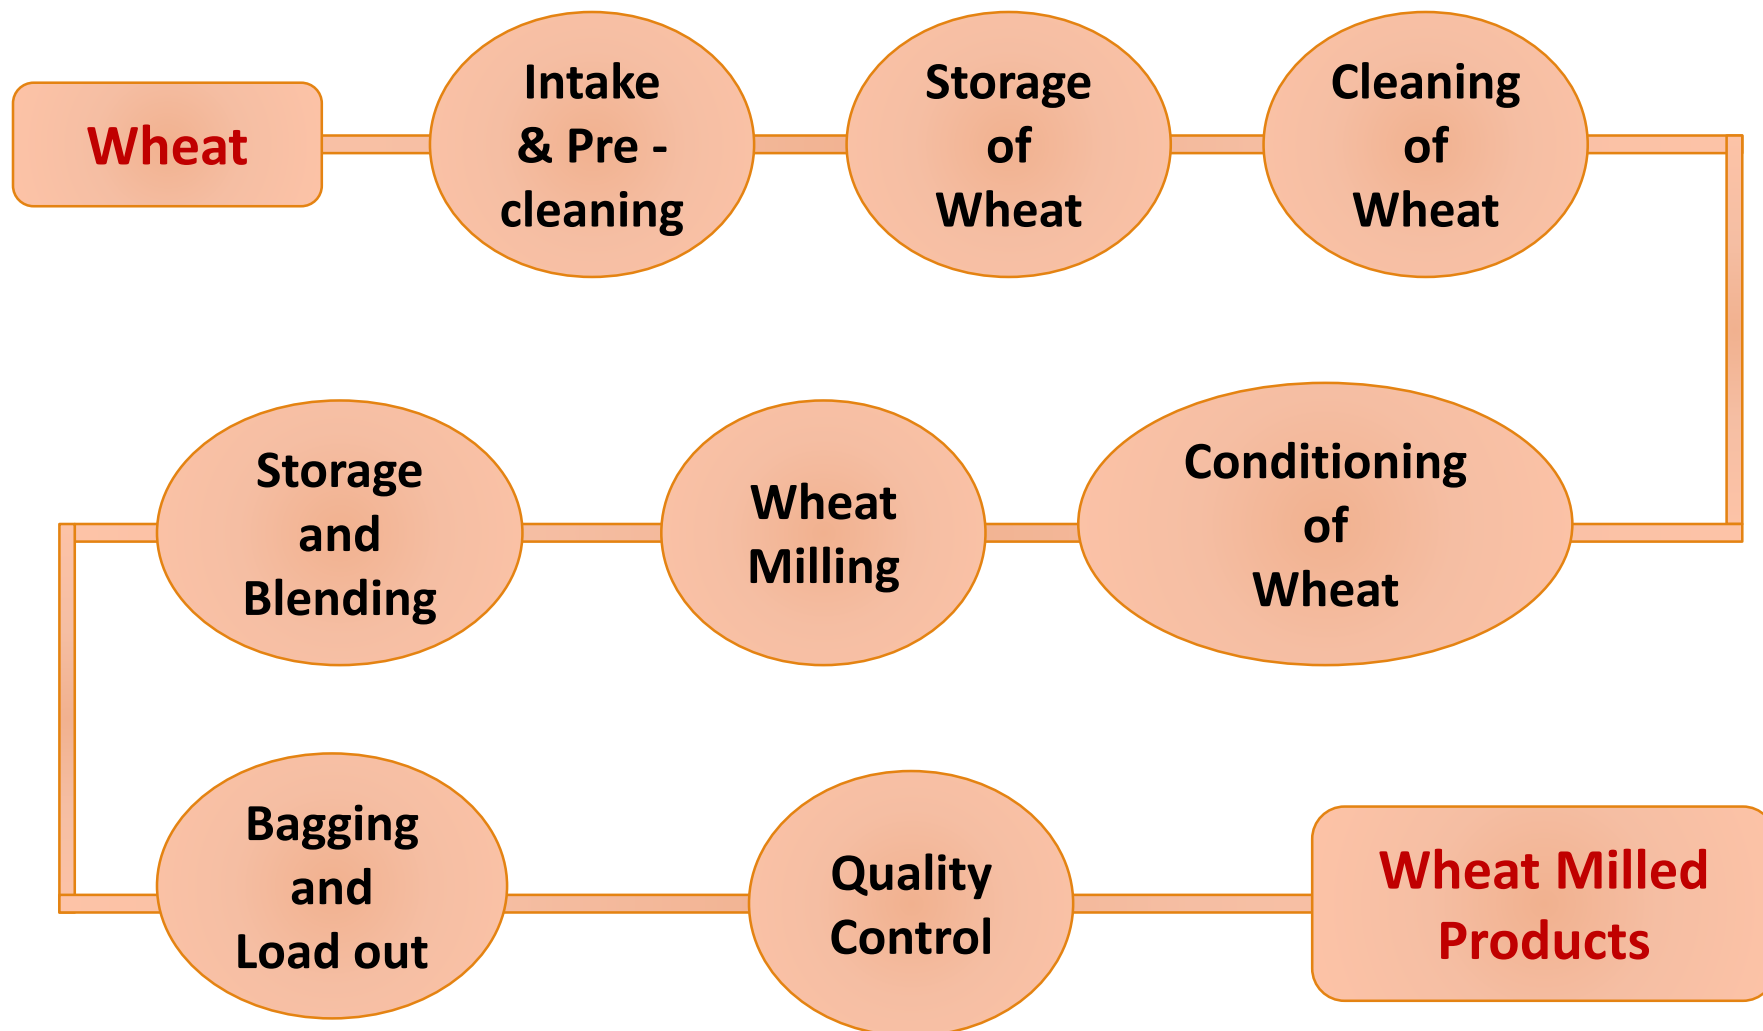 Wheat
Intake
& Pre -
cleaning
Storage
of
Wheat
Cleaning
of
Wheat
Conditioning
of
Wheat
Wheat
Milling
Storage
and
Blending
Bagging
and
Load out
Quality
Control
Wheat Milled
Products